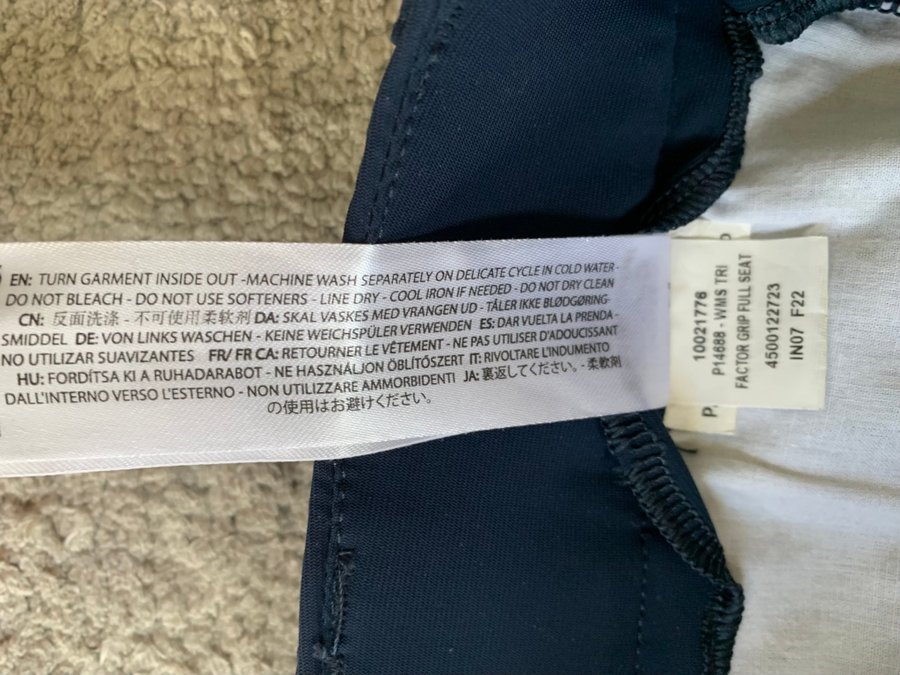 EN: TURN GARMENT INSIDE OUT -MACHINE WASH SEPARATELY ON DELICATE CYCLE IN COLD WATER -
DO NOT BLEACH - DO NOT USE SOFTENERS - LINE DRY - COOL IRON IF NEEDED - DO NOT DRY CLEAN
CN: 反面洗涤 - 不可使用柔软剂 DA: SKAL VASKES MED VRANGEN UD - TÅLER IKKE BLØDGØRING-
SMIDDEL DE: VON LINKS WASCHEN - KEINE WEICHSPÜLER VERWENDEN ES: DAR VUELTA LA PRENDA -
NO UTILIZAR SUAVIZANTES FR/ FR CA: RETOURNER LE VÊTEMENT - NE PAS UTILISER D'ADOUCISSANT
HU: FORDÍTSA KI A RUHADARABOT - NE HASZNÁLJON ÖBLÍTŐSZERT IT: RIVOLTARE L'INDUMENTO
DALL'INTERNO VERSO L'ESTERNO - NON UTILIZZARE AMMORBIDENTI JA: 裏返してください。- 柔軟剤
の使用はお避けください。
10021776
P14688 - WMS TRI
FACTOR GRIP FULL SEAT
4500122723
IN07 F22
P